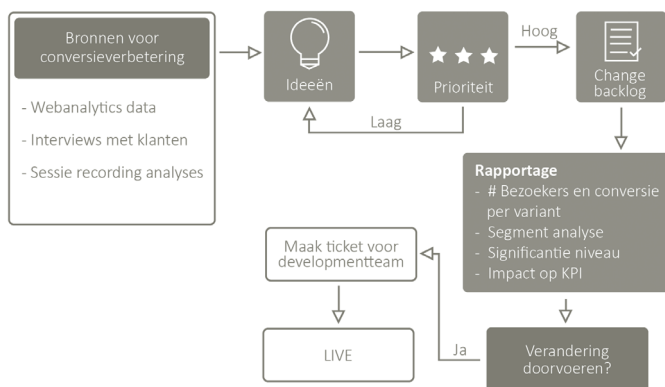 Bronnen voor
conversieverbetering
- Webanalytics data
- Interviews met klanten
- Sessie recording analyses
Ideeën
Prioriteit
Hoog
Laag
Change
backlog
Rapportage
- # Bezoekers en conversie
per variant
- Segment analyse
- Significantie niveau
- Impact op KPI
Verandering
doorvoeren?
Ja
Maak ticket voor
developmentteam
LIVE